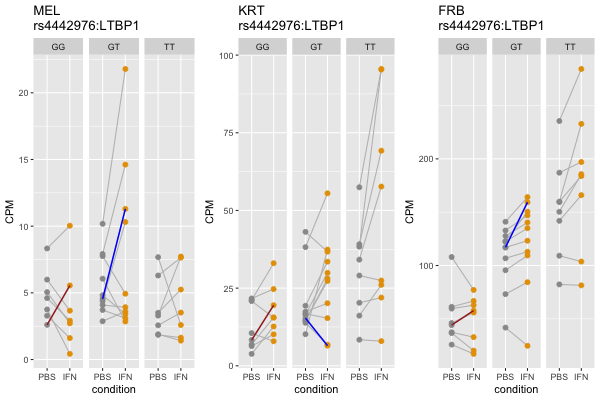 MEL
rs4442976:LTBP1
GG GT TT
CPM
20
15
10
5
0
PBS IFN PBS IFN PBS IFN
condition
KRT
rs4442976:LTBP1
GG GT TT
CPM
100
75
50
25
0
PBS IFN PBS IFN PBS IFN
condition
FRB
rs4442976:LTBP1
GG GT TT
CPM
200
100
PBS IFN PBS IFN PBS IFN
condition